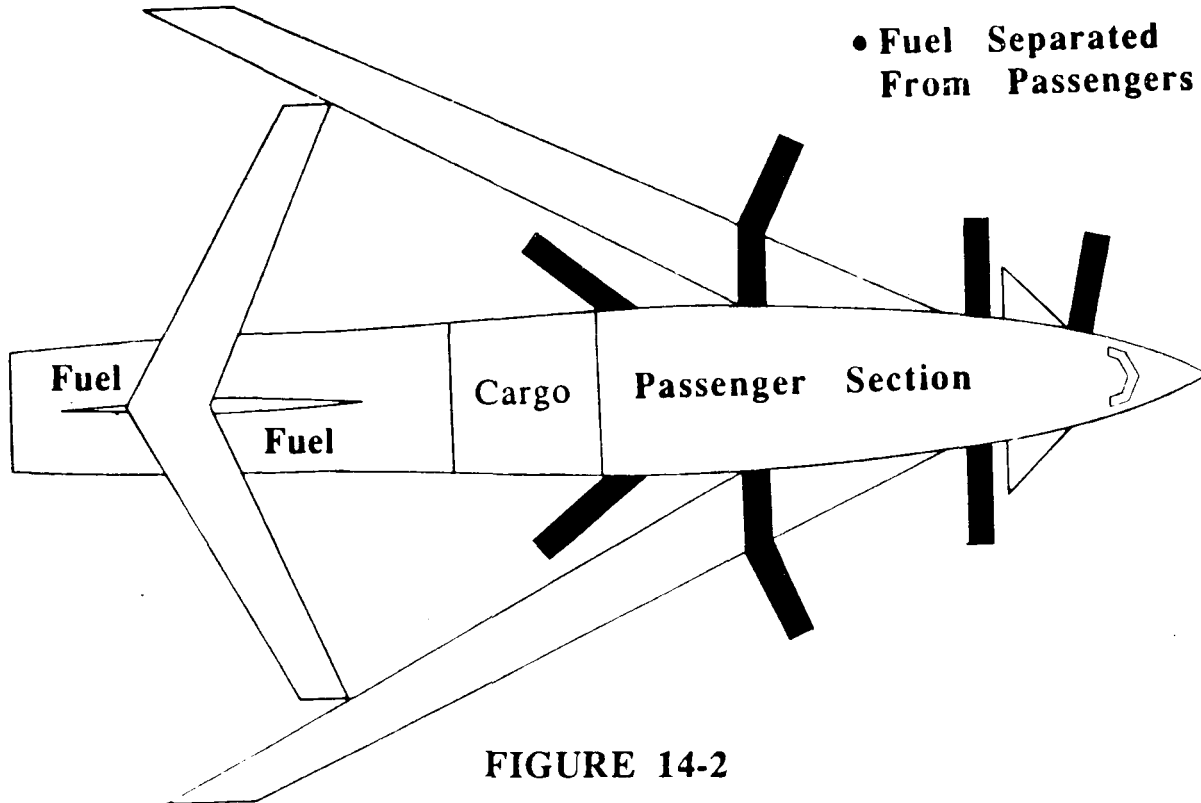 • Fuel Separated
From Passengers
Fuel
Cargo
Passenger Section
Fuel
FIGURE 14-2